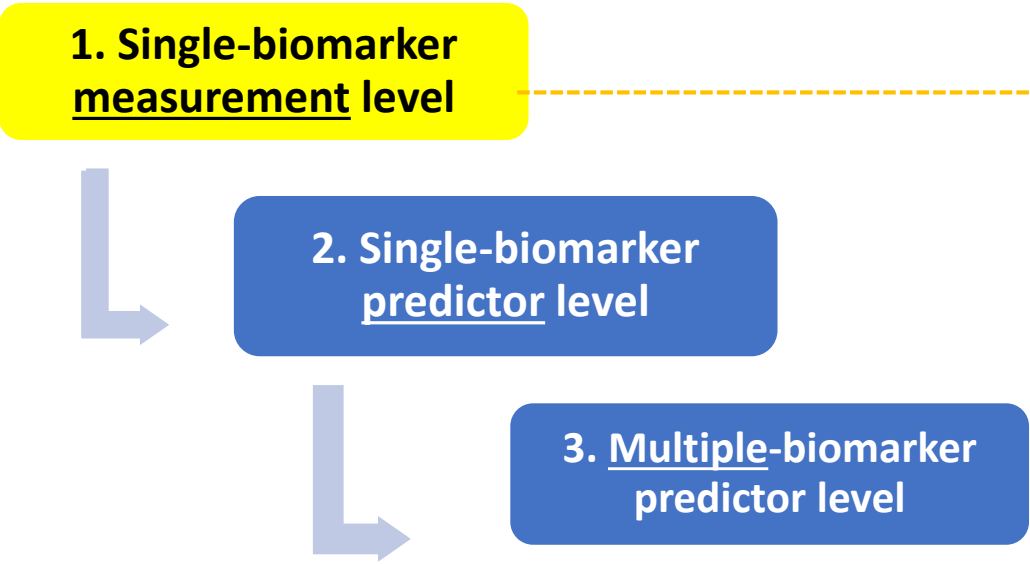 1. Single-biomarker
measurement level
2. Single-biomarker
predictor level
3. Multiple-biomarker
predictor level